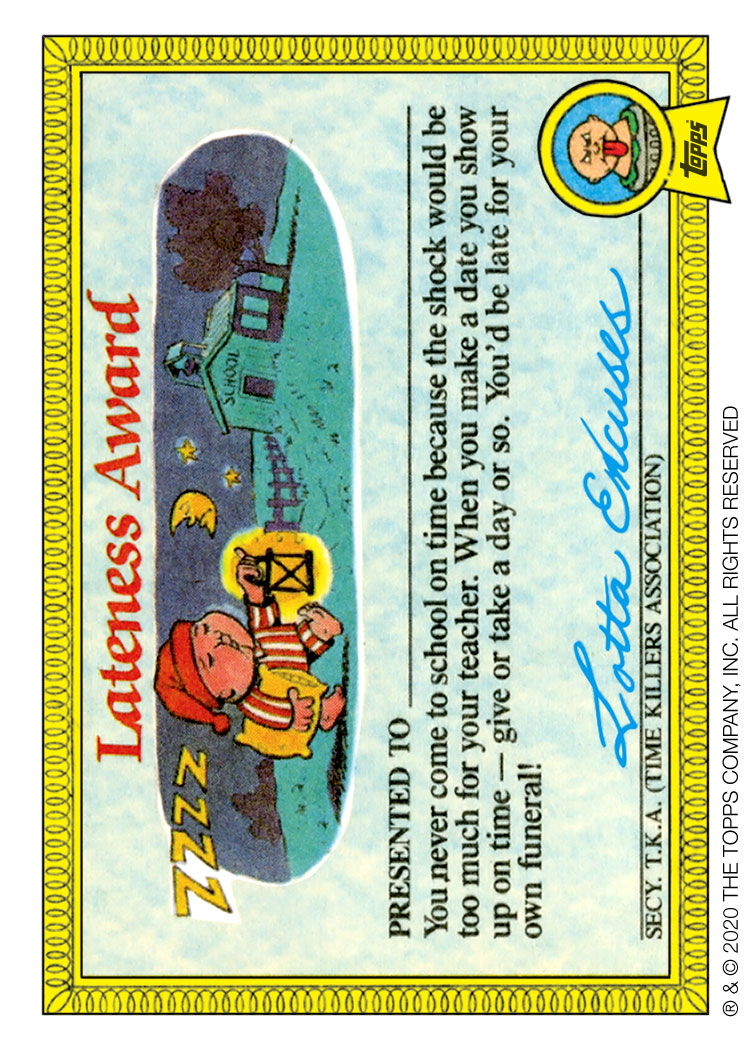 Lateness Award
ZZZZ
SCHOOL
PRESENTED TO
You never come to school on time because the shock would be
too much for your teacher. When you make a date you show
up on time — give or take a day or so. You'd be late for your
own funeral!
Lotta Excuses
SECY. T.K.A. (TIME KILLERS ASSOCIATION)
topps
® & © 2020 THE TOPPS COMPANY, INC. ALL RIGHTS RESERVED